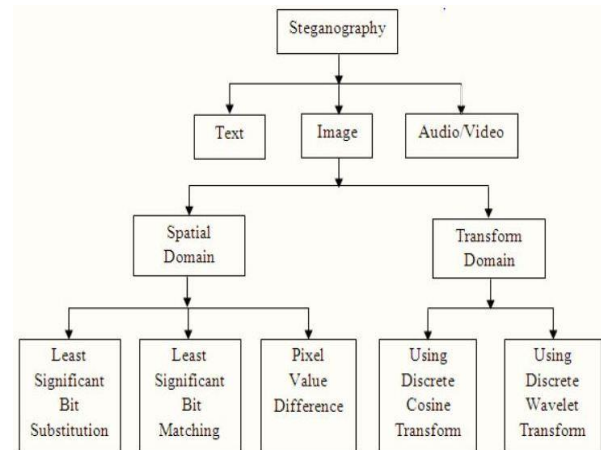 Steganography
Text
Image
Audio/Video
Spatial
Domain
Transform
Domain
Least
Significant
Bit
Substitution
Least
Significant
Bit
Matching
Pixel
Value
Difference
Using
Discrete
Cosine
Transform
Using
Discrete
Wavelet
Transform